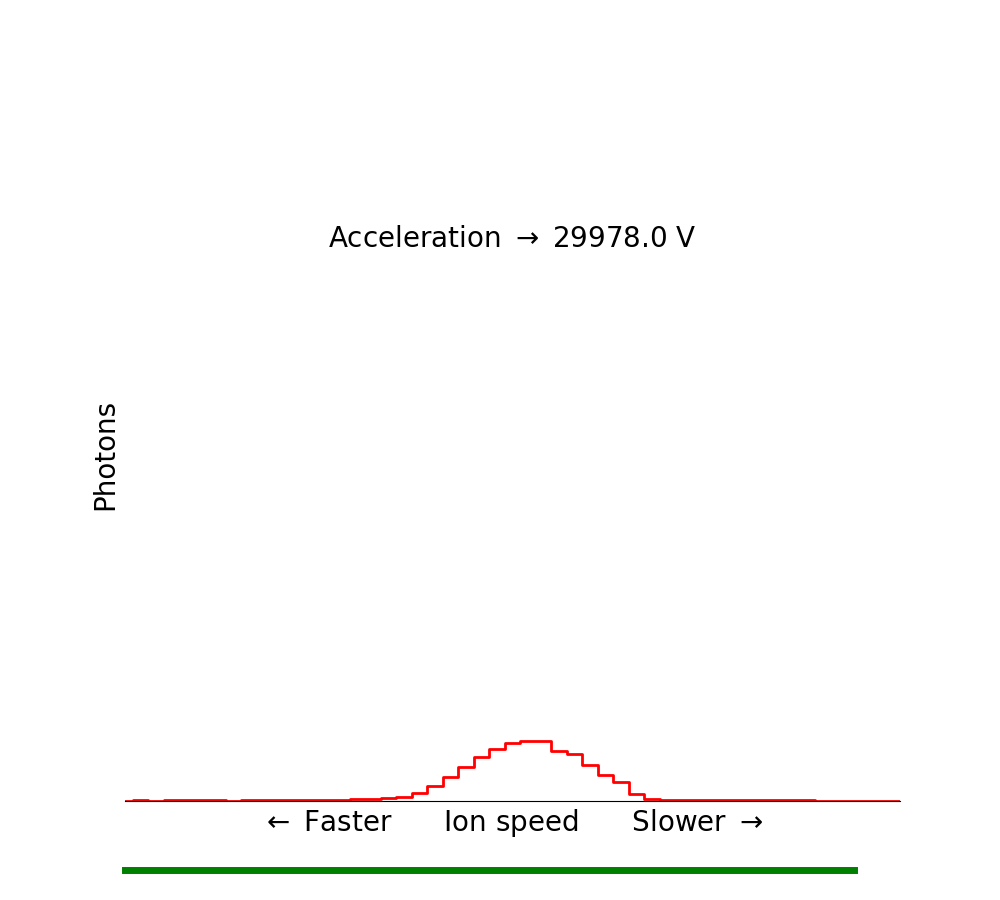 Acceleration → 29978.0 V
Photons
← Faster Ion speed Slower →